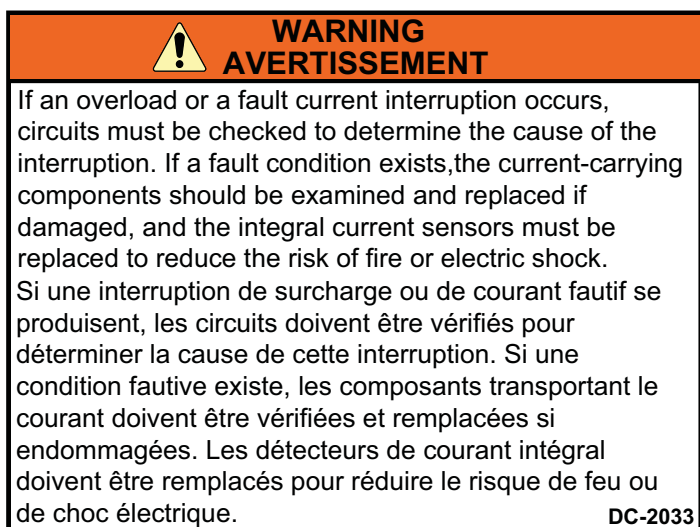 WARNING
AVERTISSEMENT
If an overload or a fault current interruption occurs,
circuits must be checked to determine the cause of the
interruption. If a fault condition exists,the current-carrying
components should be examined and replaced if
damaged, and the integral current sensors must be
replaced to reduce the risk of fire or electric shock.
Si une interruption de surcharge ou de courant fautif se
produisent, les circuits doivent être vérifiés pour
déterminer la cause de cette interruption. Si une
condition fautive existe, les composants transportant le
courant doivent être vérifiées et remplacées si
endommagées. Les détecteurs de courant intégral
doivent être remplacés pour réduire le risque de feu ou
de choc électrique. DC-2033